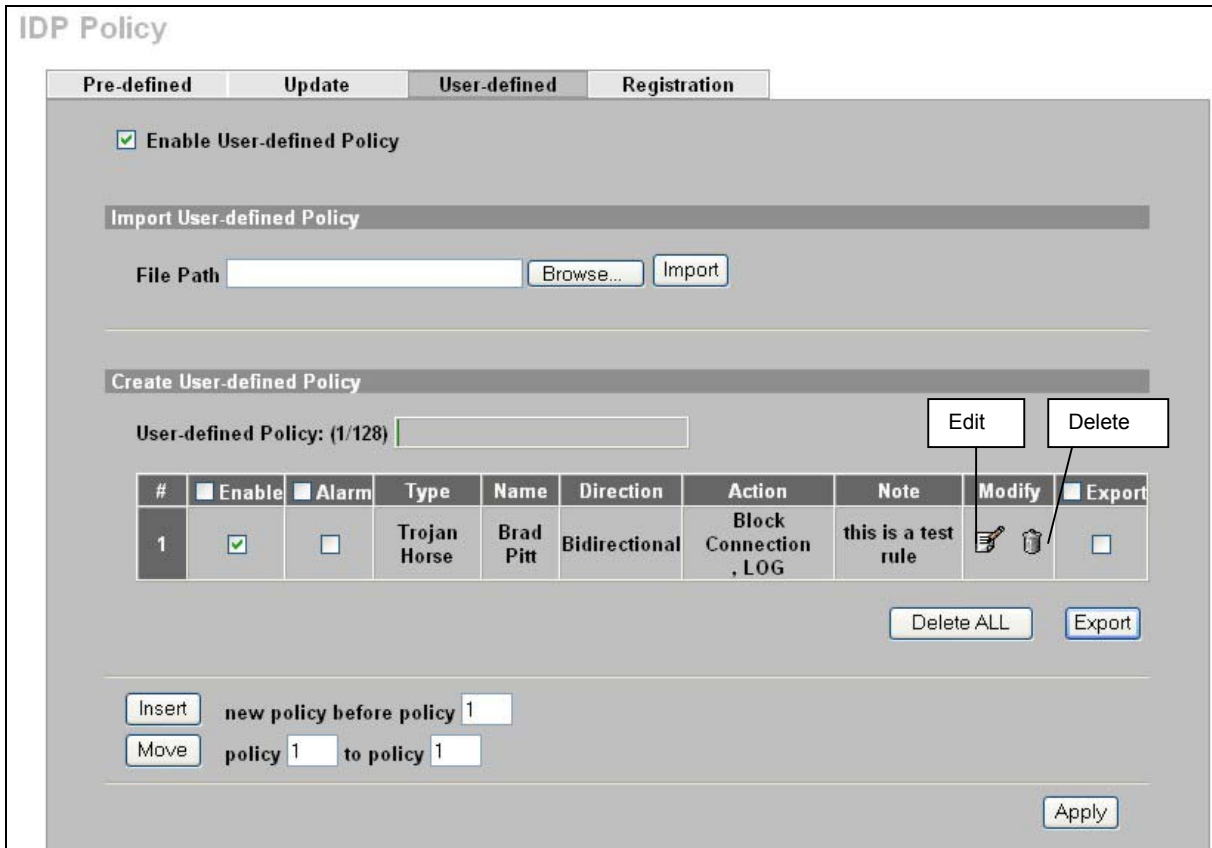 IDP Policy
Pre-defined Update User-defined Registration
Enable User-defined Policy
Import User-defined Policy
File Path Browse... Import
Create User-defined Policy
Edit Delete
User-defined Policy: (1/128)
# Enable Alarm Type Name Direction Action Note Modify Export
1 Trojan Horse Brad Pitt Bidirectional Block Connection , LOG this is a test rule
Delete ALL Export
Insert new policy before policy 1
Move policy 1 to policy 1
Apply